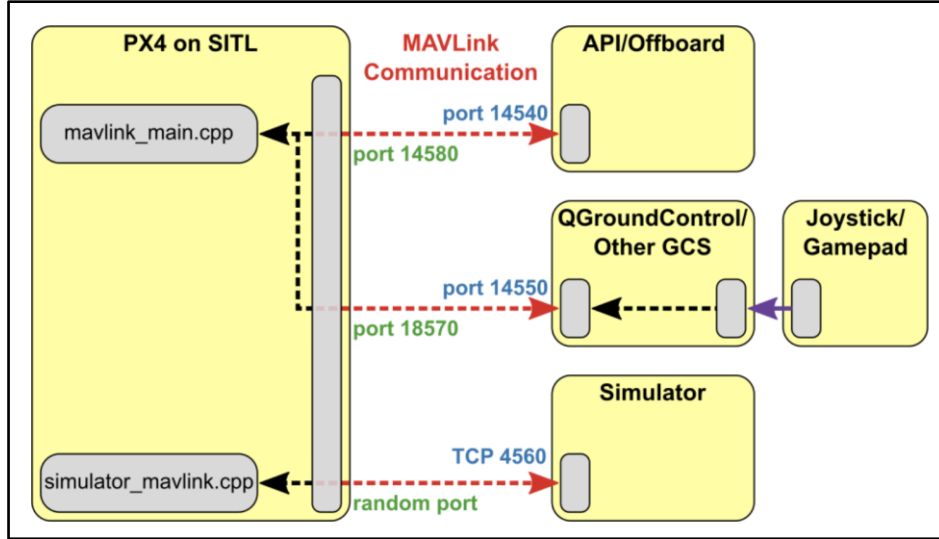 PX4 on SITL
mavlink_main.cpp
simulator_mavlink.cpp
MAVLink
Communication
port 14540
port 14580
port 14550
port 18570
TCP 4560
random port
API/Offboard
QGroundControl/
Other GCS
Joystick/
Gamepad
Simulator